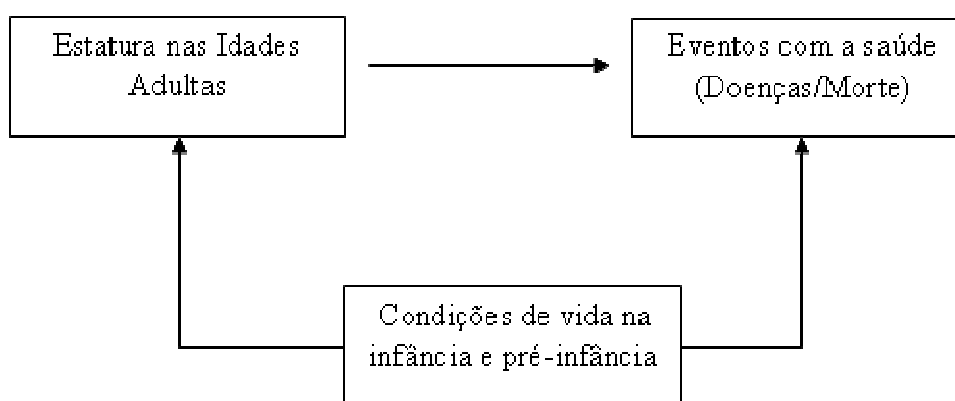 Estatura nas Idades
Adultas
Eventos com a saúde
(Doenças/Morte)
Condições de vida na
infância e pré-infância